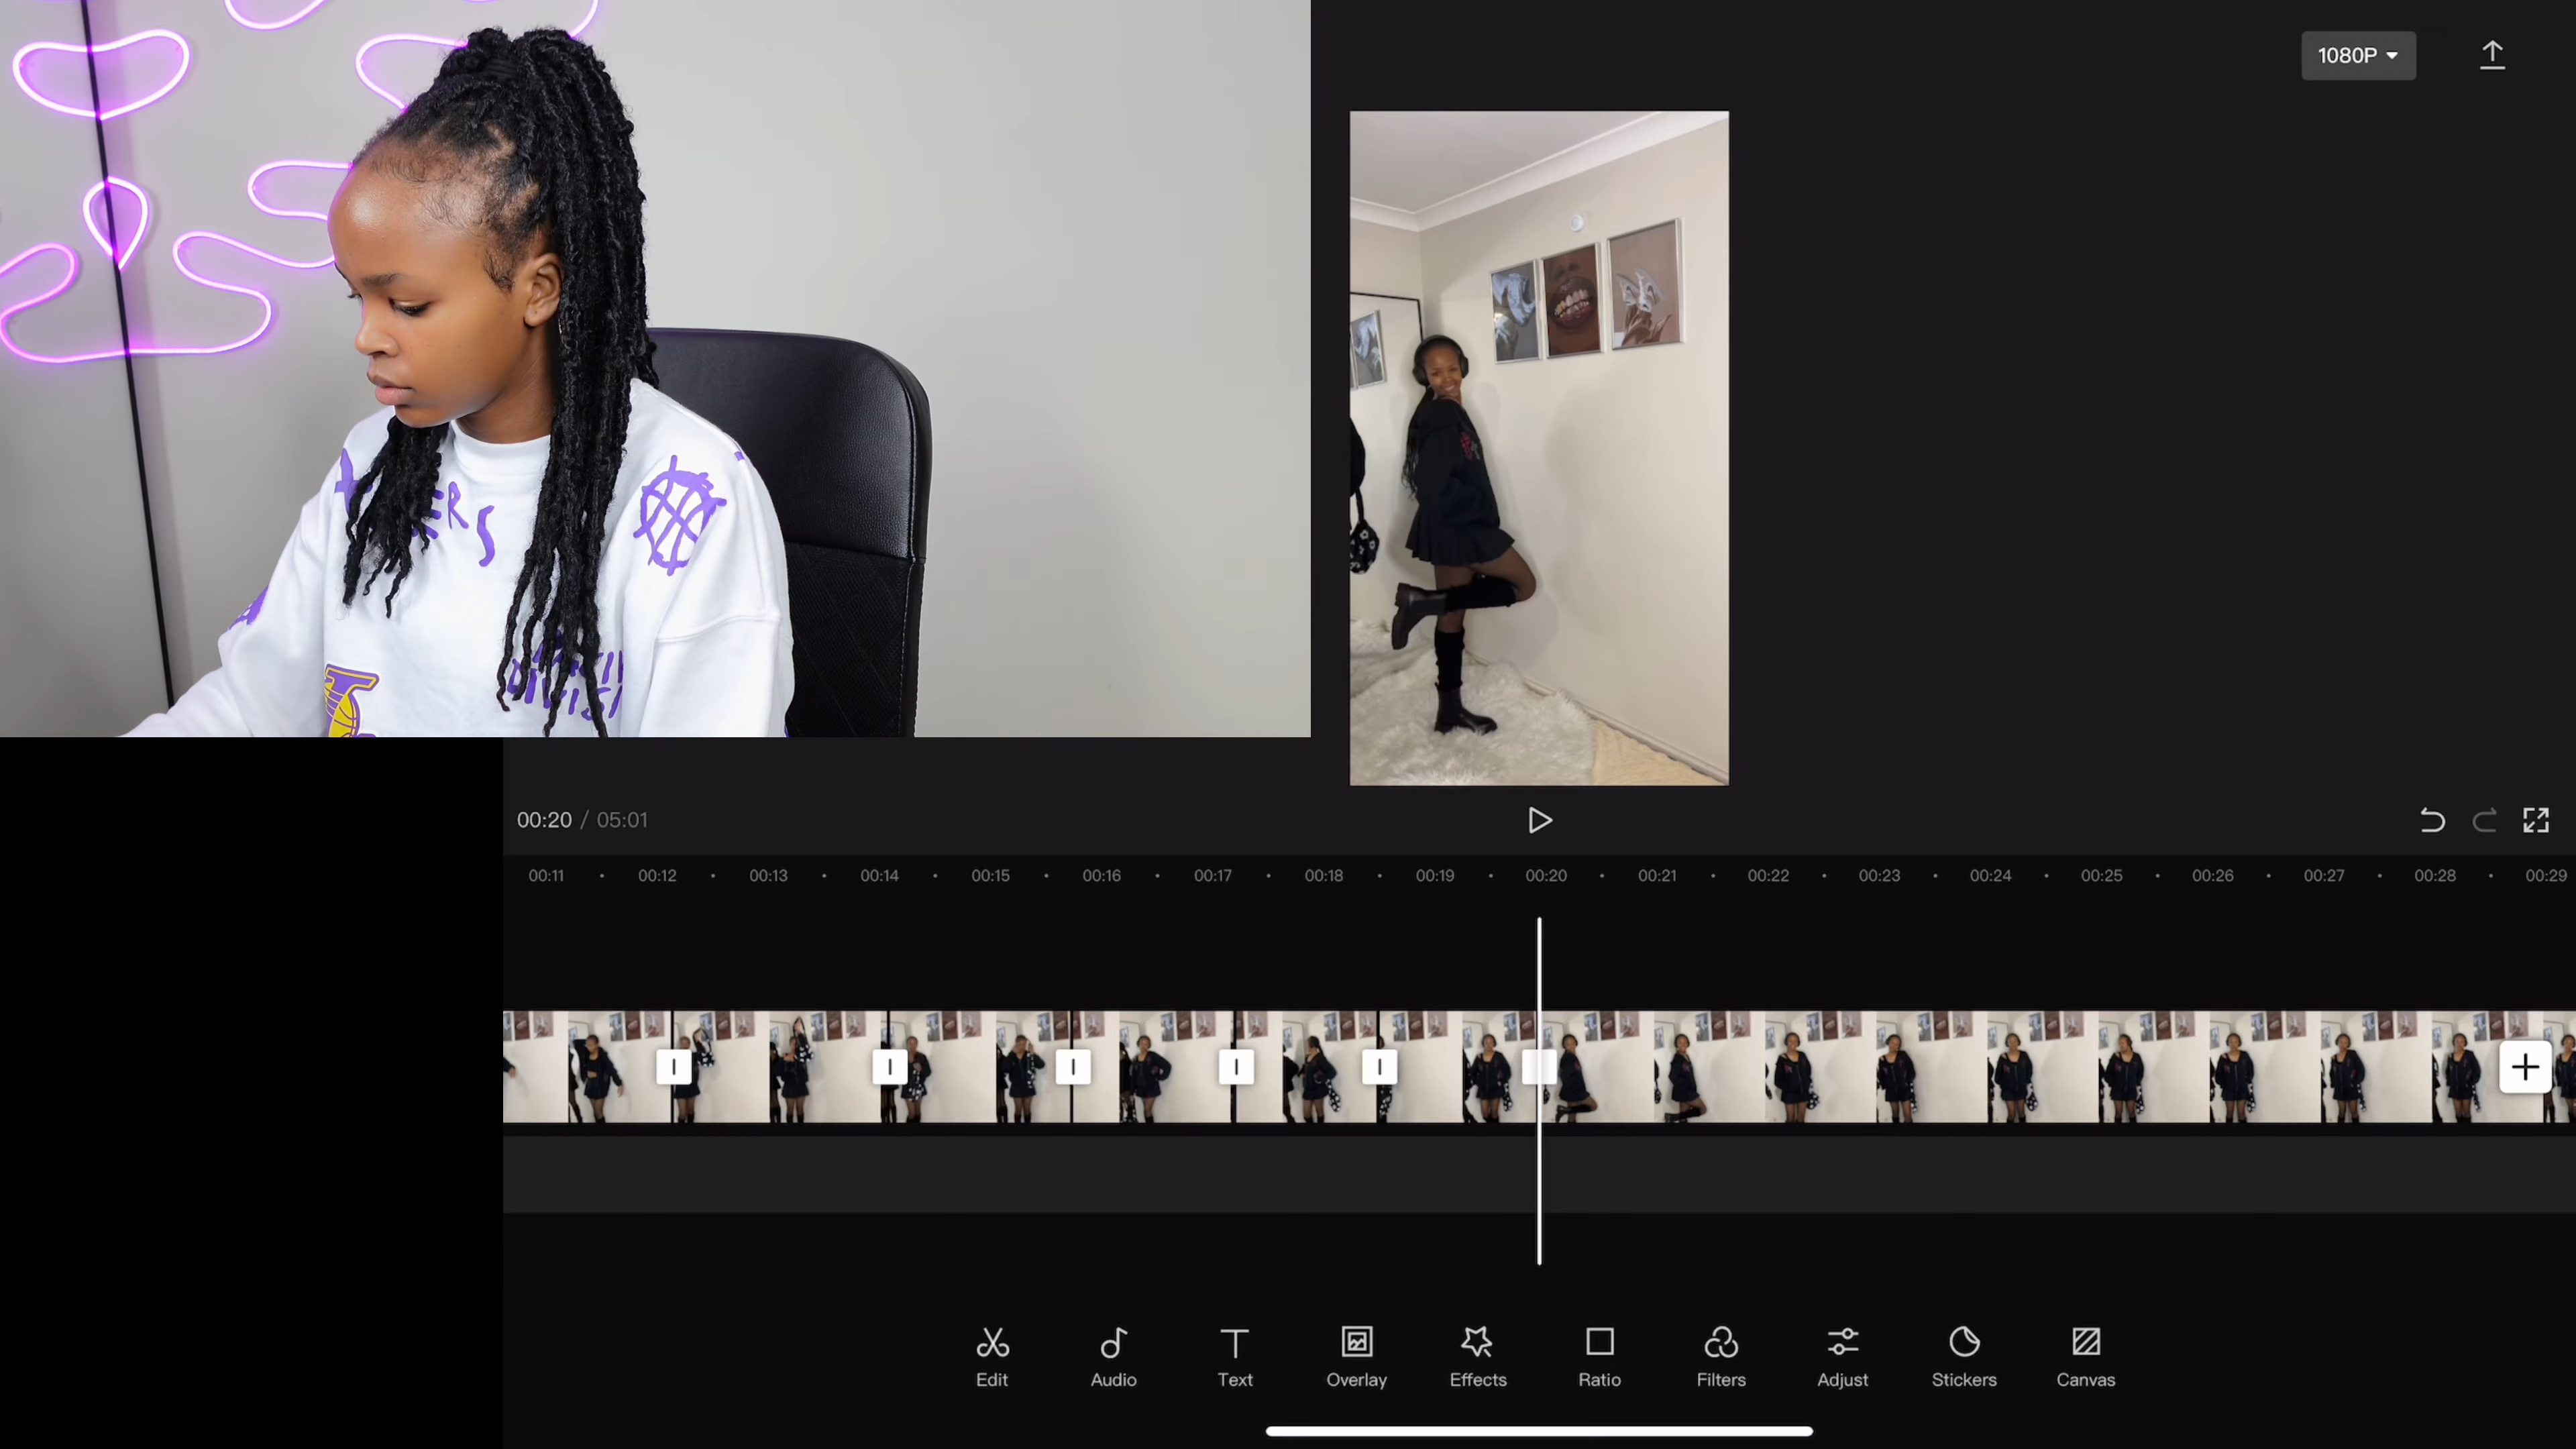 1080P
00:20 / 05:01
00:11 00:12 00:13 00:14 00:15 00:16 00:17 00:18 00:19 00:20 00:21 00:22 00:23 00:24 00:25 00:26 00:27 00:28 00:29
Edit Audio Text Overlay Effects Ratio Filters Adjust Stickers Canvas